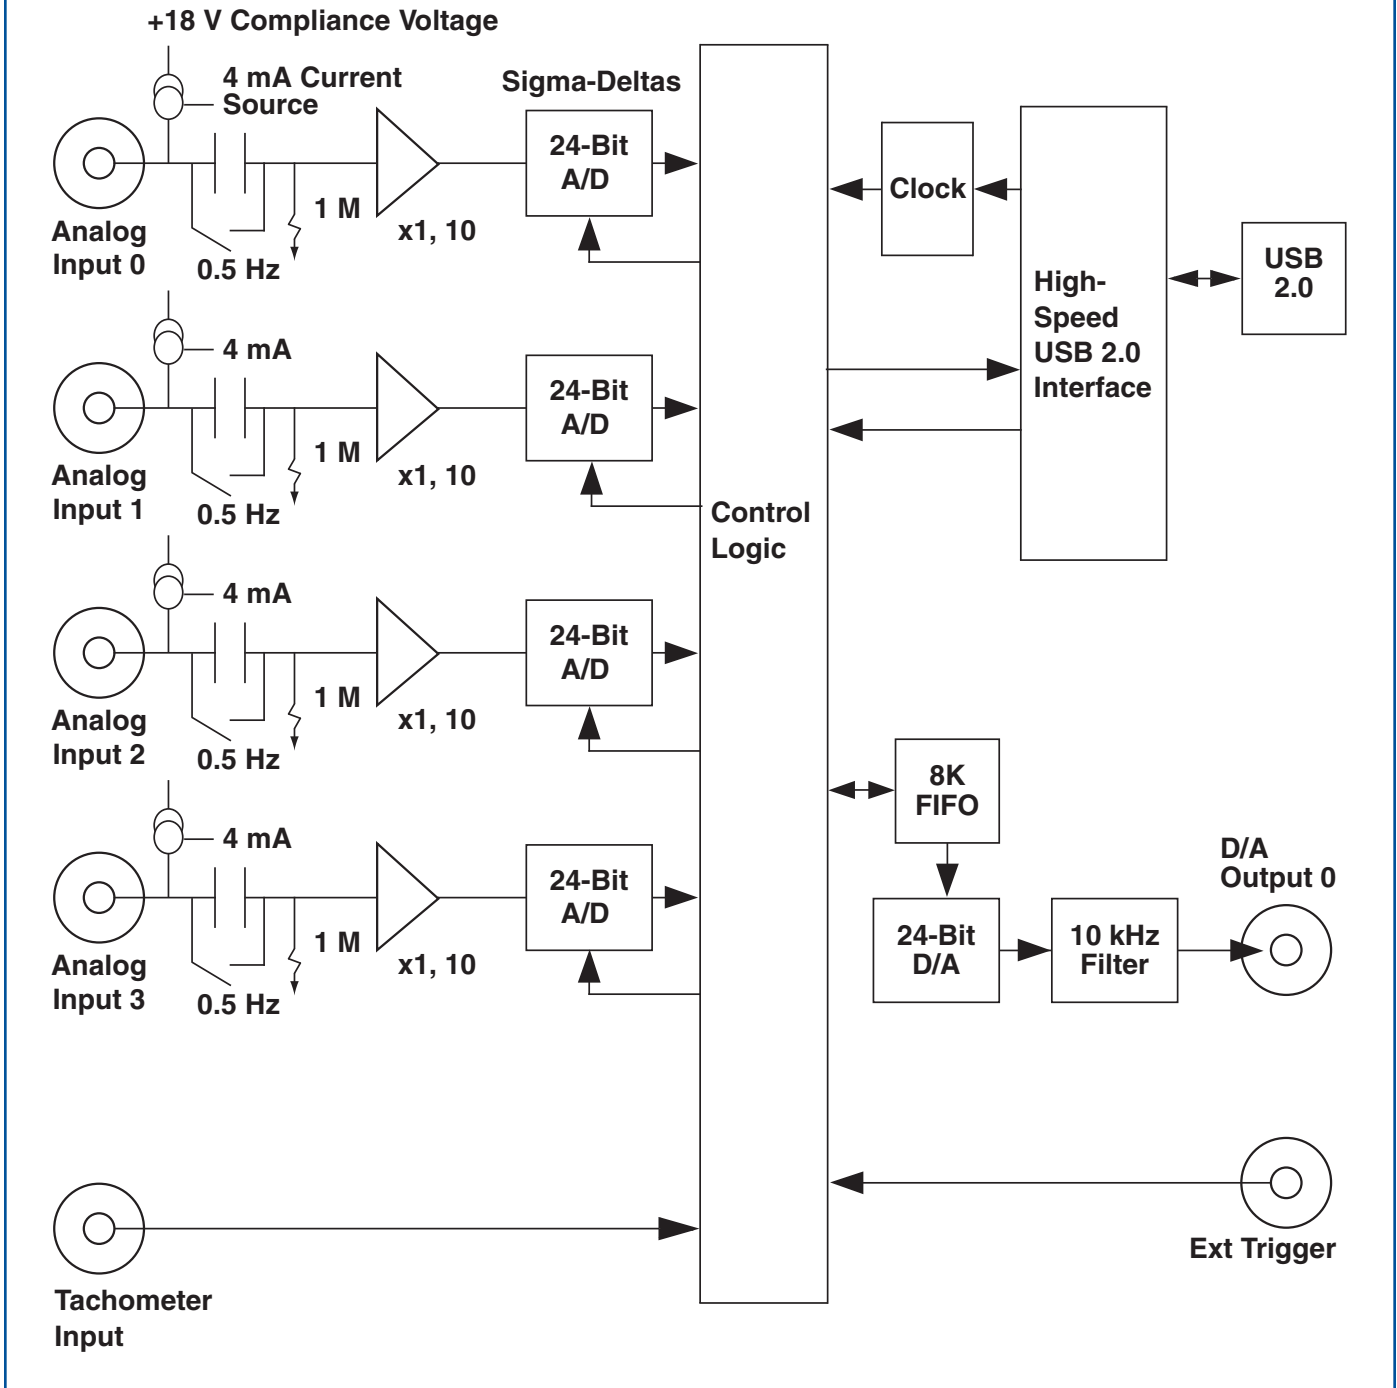 +18 V Compliance Voltage
4 mA Current
Source
Sigma-Deltas
24-Bit
A/D
1 M
x1, 10
Analog
Input 0
0.5 Hz
4 mA
24-Bit
A/D
1 M
x1, 10
Analog
Input 1
0.5 Hz
4 mA
24-Bit
A/D
1 M
x1, 10
Analog
Input 2
0.5 Hz
4 mA
24-Bit
A/D
1 M
x1, 10
Analog
Input 3
0.5 Hz
Tachometer
Input
Control
Logic
Clock
High-
Speed
USB 2.0
Interface
USB
2.0
8K
FIFO
24-Bit
D/A
10 kHz
Filter
D/A
Output 0
Ext Trigger